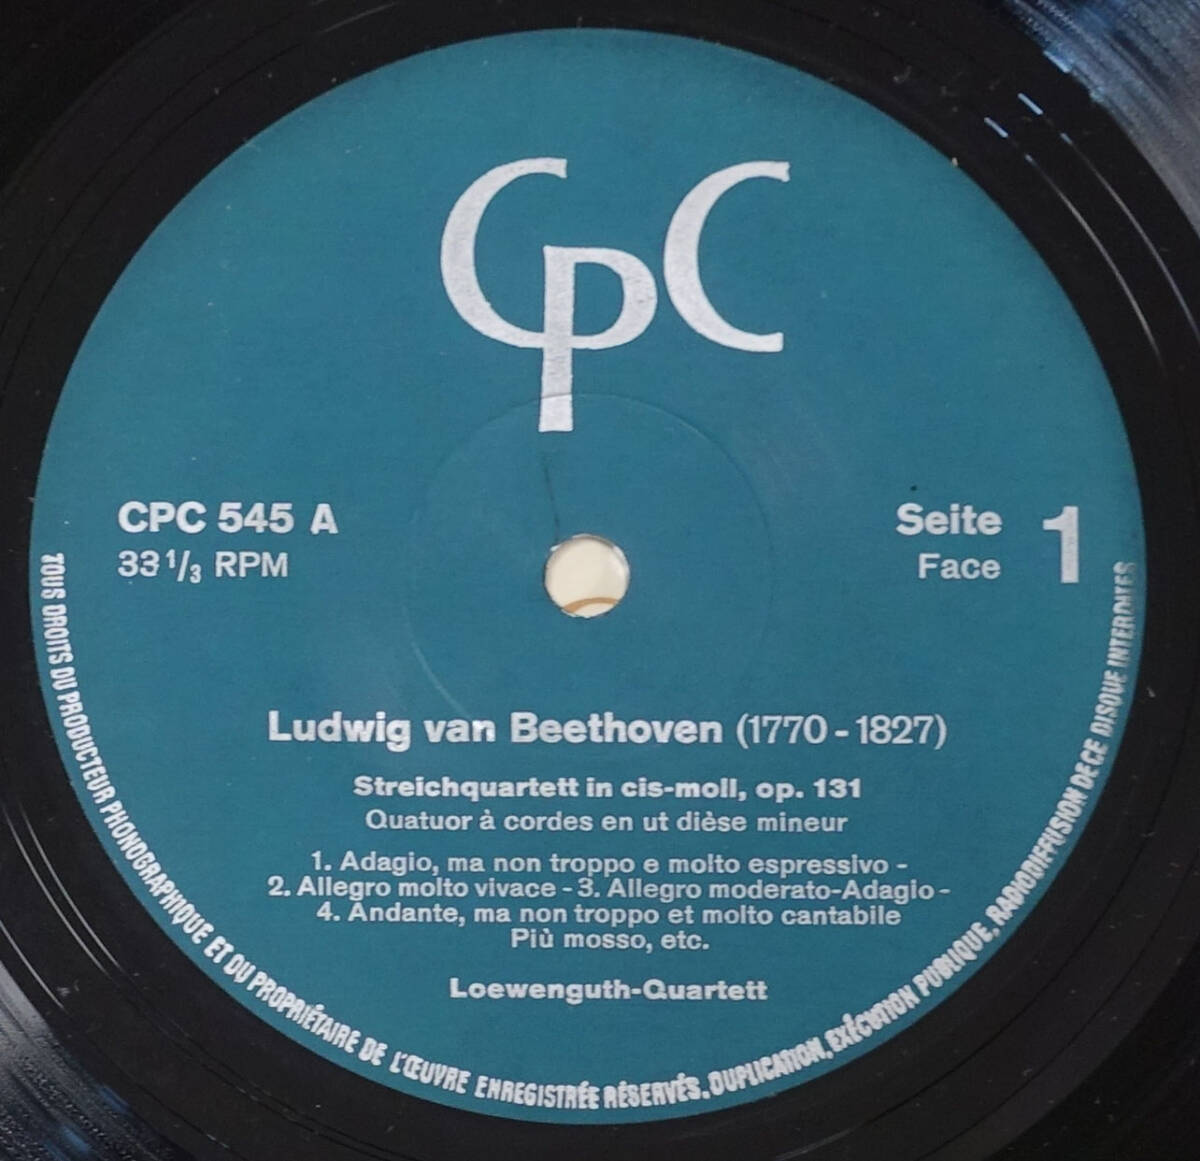 CPC
CPC 545 A
33 1/3 RPM
Seite
Face
1
Ludwig van Beethoven (1770-1827)
Streichquartett in cis-moll, op. 131
Quatuor à cordes en ut dièse mineur
1. Adagio, ma non troppo e molto espressivo -
2. Allegro molto vivace - 3. Allegro moderato-Adagio -
4. Andante, ma non troppo et molto cantabile
Più mosso, etc.
Loewenguth-Quartett
TOUS DROITS DU PRODUCTEUR PHONOGRAPHIQUE ET DU PROPRIÉTAIRE DE L'ŒUVRE ENREGISTRÉE RÉSERVÉS. DUPLICATION, EXÉCUTION PUBLIQUE, RADIODIFFUSION DE CE DISQUE INTERDITES